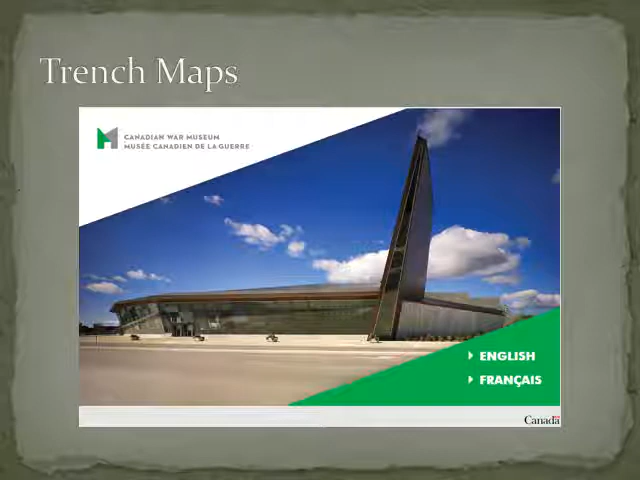 Trench Maps
CANADIAN WAR MUSEUM
MUSÉE CANADIEN DE LA GUERRE
ENGLISH
FRANÇAIS
Canada